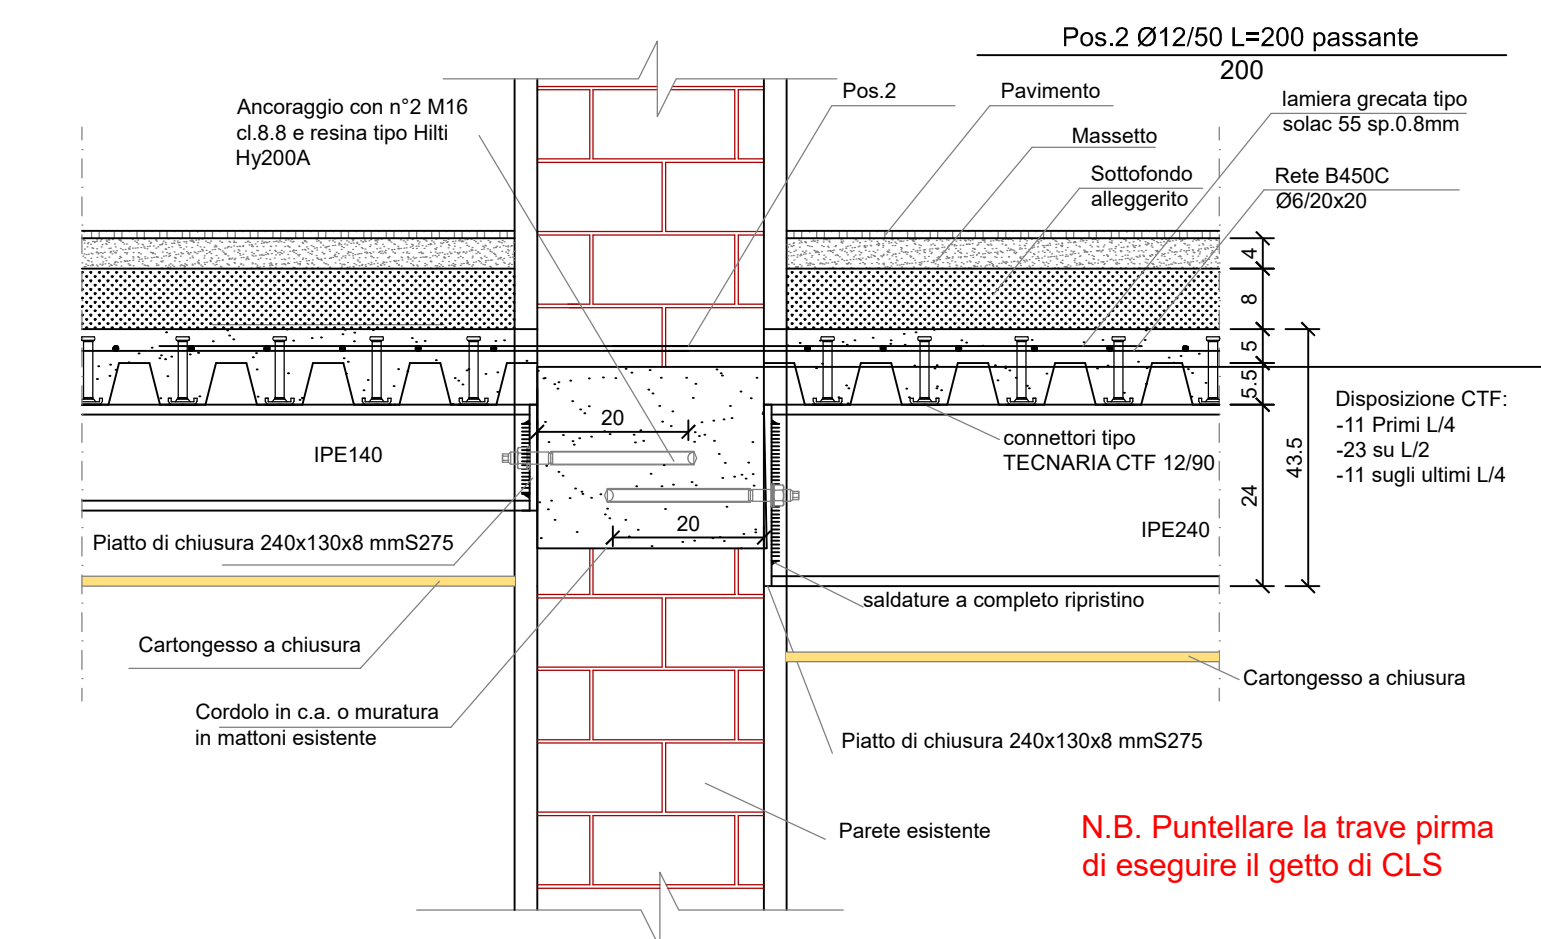 Pos.2 Ø12/50 L=200 passante
200
Ancoraggio con n°2 M16
cl.8.8 e resina tipo Hilti
Hy200A
Pos.2
Pavimento
lamiera grecata tipo
solac 55 sp.0.8mm
Massetto
Sottofondo
alleggerito
Rete B450C
Ø6/20x20
4
8
5
5.5
24
43.5
Disposizione CTF:
-11 Primi L/4
-23 su L/2
-11 sugli ultimi L/4
20
connettori tipo
TECNARIA CTF 12/90
IPE140
20
IPE240
Piatto di chiusura 240x130x8 mmS275
saldature a completo ripristino
Cartongesso a chiusura
Cartongesso a chiusura
Cordolo in c.a. o muratura
in mattoni esistente
Piatto di chiusura 240x130x8 mmS275
Parete esistente
N.B. Puntellare la trave pirma
di eseguire il getto di CLS